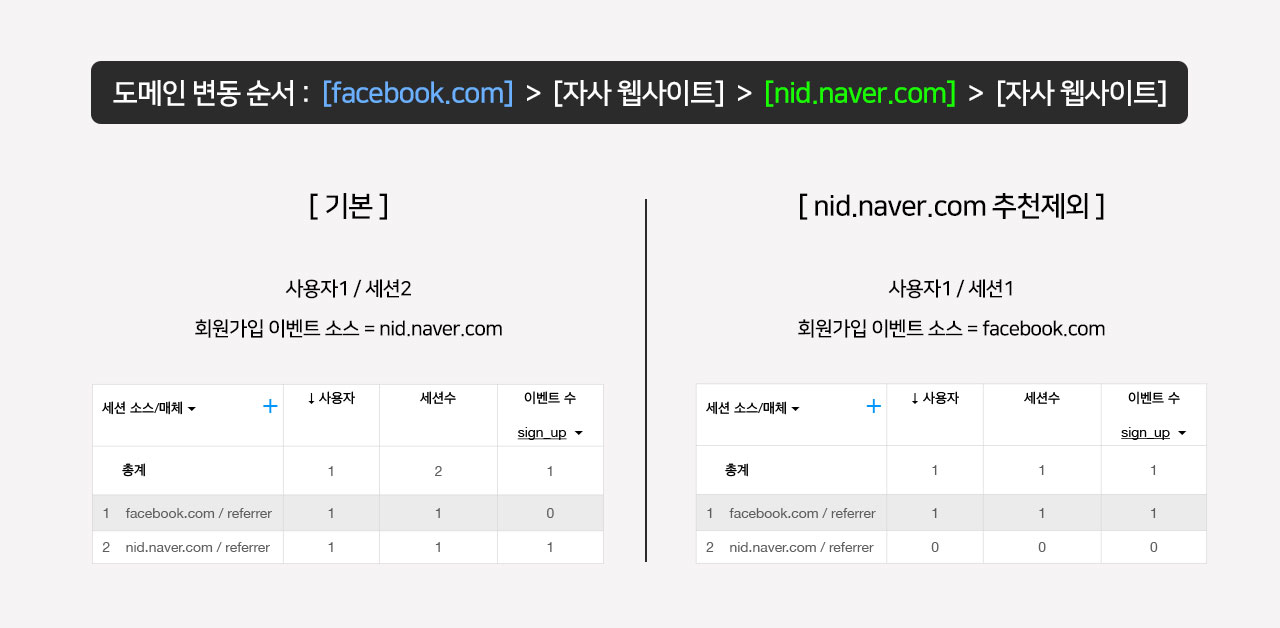 도메인 변동 순서 : [facebook.com] > [자사 웹사이트] > [nid.naver.com] > [자사 웹사이트]
[ 기본 ]
사용자1 / 세션2
회원가입 이벤트 소스 = nid.naver.com
세션 소스/매체 + ↓ 사용자 세션수 이벤트 수
sign_up
총계 1 2 1
1 facebook.com / referrer 1 1 0
2 nid.naver.com / referrer 1 1 1
[ nid.naver.com 추천제외 ]
사용자1 / 세션1
회원가입 이벤트 소스 = facebook.com
세션 소스/매체 + ↓ 사용자 세션수 이벤트 수
sign_up
총계 1 1 1
1 facebook.com / referrer 1 1 1
2 nid.naver.com / referrer 0 0 0